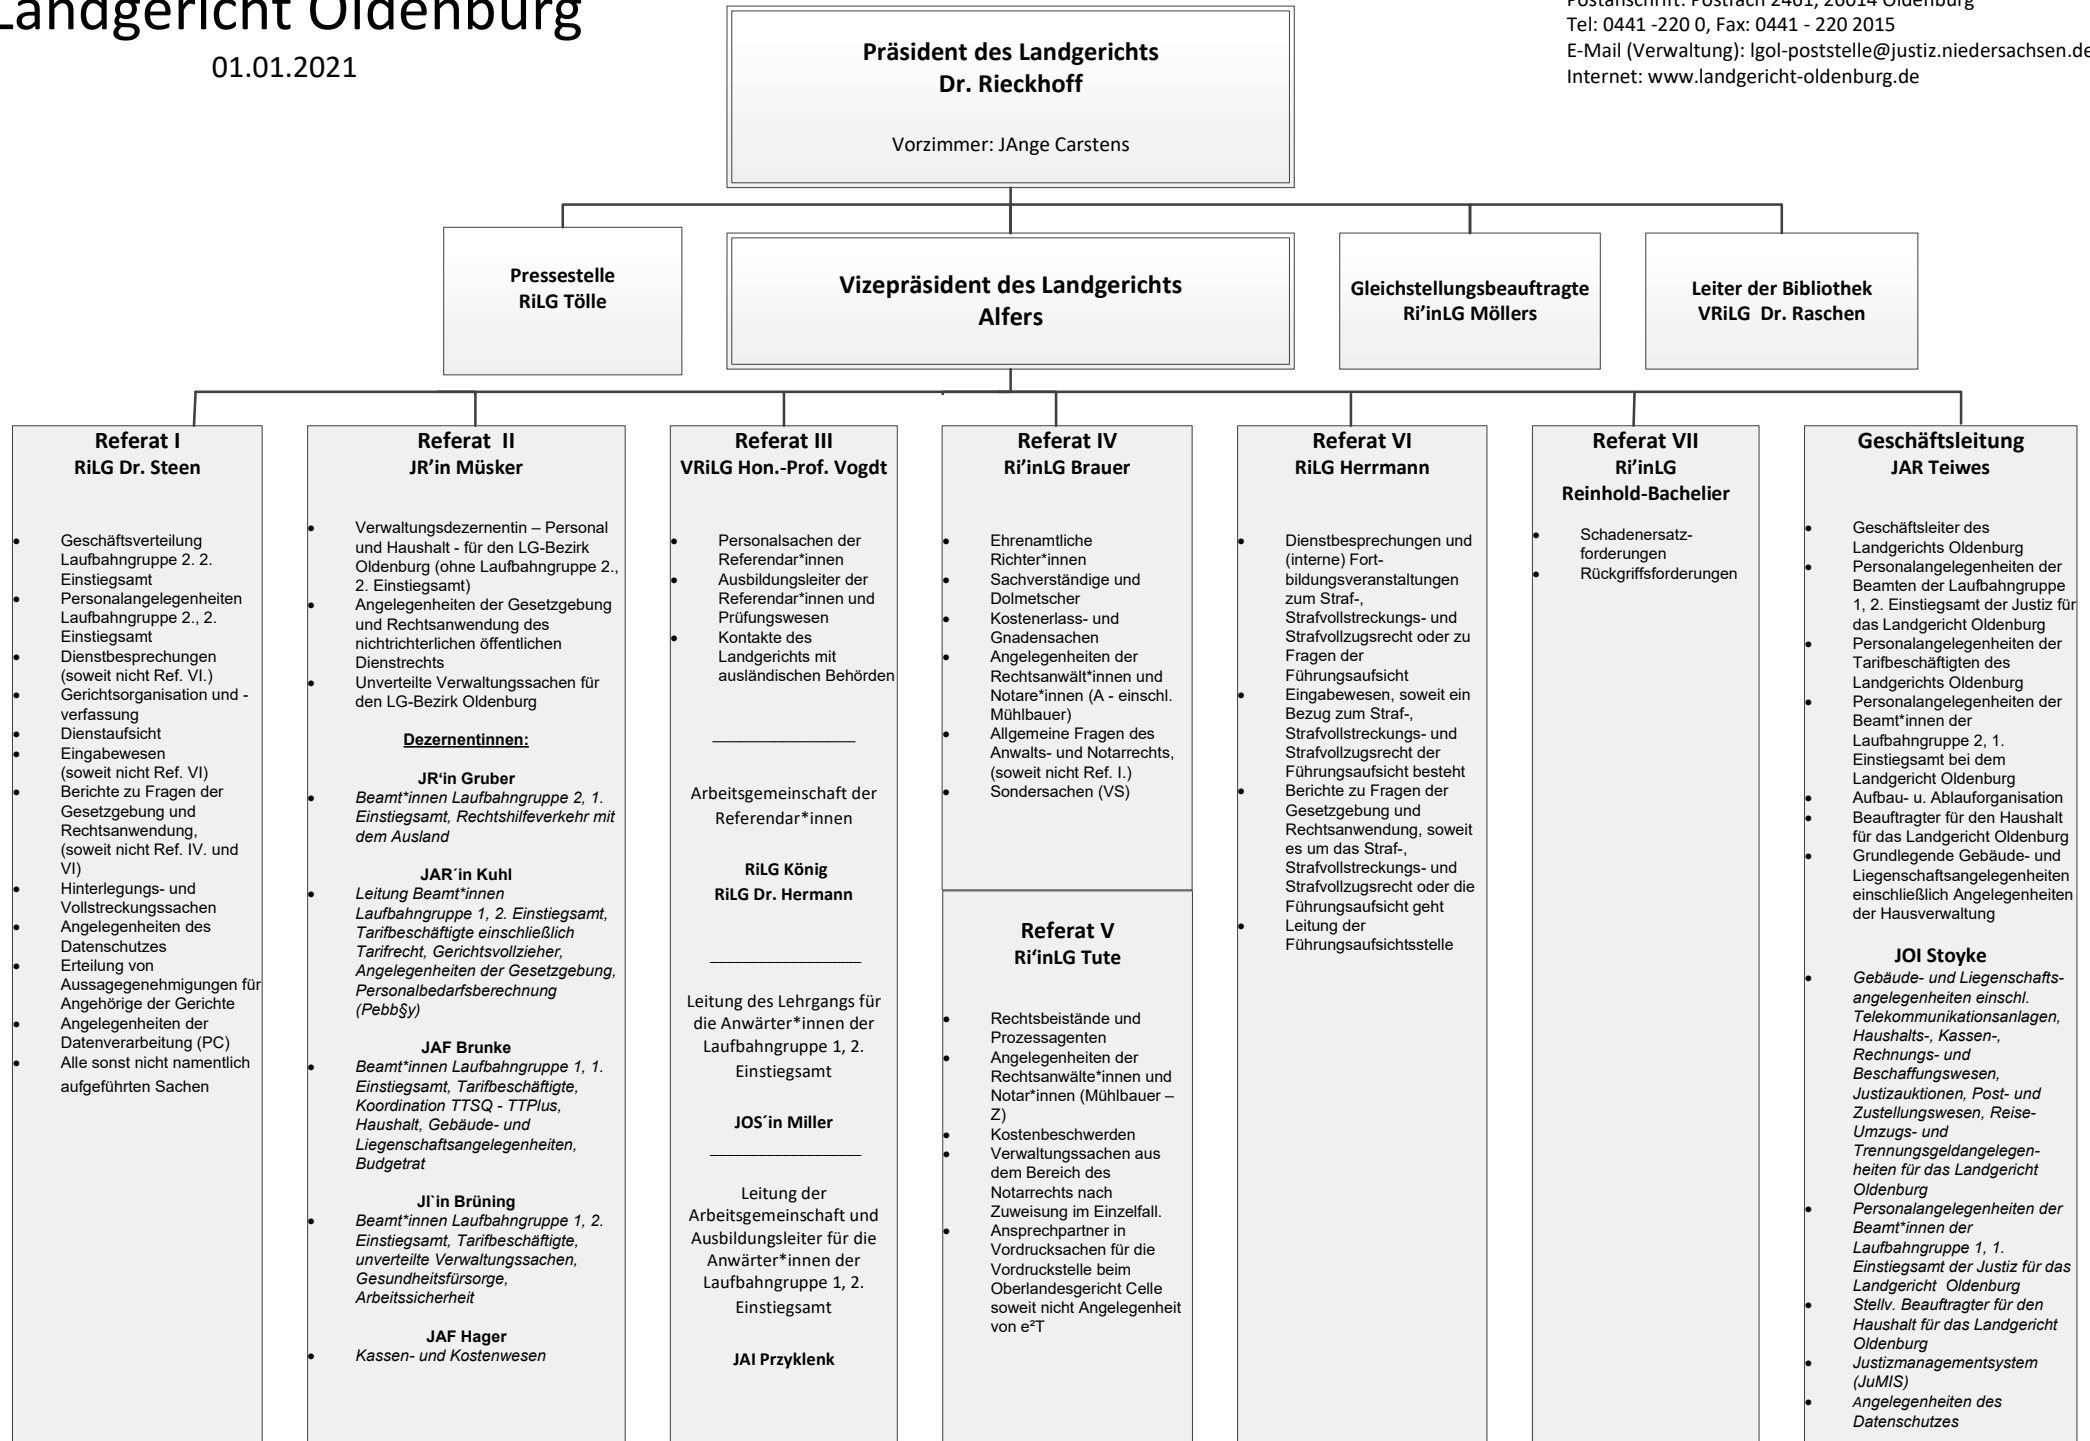 Landgericht Oldenburg
01.01.2021
Postanschrift: Postfach 2461, 26014 Oldenburg
Tel: 0441 -220 0, Fax: 0441 - 220 2015
E-Mail (Verwaltung): lgol-poststelle@justiz.niedersachsen.de
Internet: www.landgericht-oldenburg.de
Präsident des Landgerichts
Dr. Rieckhoff
Vorzimmer: JAnge Carstens
Pressestelle
RiLG Tölle
Vizepräsident des Landgerichts
Alfers
Gleichstellungsbeauftragte
Ri'inLG Möllers
Leiter der Bibliothek
VRiLG Dr. Raschen
Referat I
RiLG Dr. Steen
• Geschäftsverteilung
Laufbahngruppe 2. 2.
Einstiegsamt
• Personalangelegenheiten
Laufbahngruppe 2., 2.
Einstiegsamt
• Dienstbesprechungen
(soweit nicht Ref. VI.)
• Gerichtsorganisation und -
verfassung
• Dienstaufsicht
• Eingabewesen
(soweit nicht Ref. VI)
• Berichte zu Fragen der
Gesetzgebung und
Rechtsanwendung,
(soweit nicht Ref. IV. und
VI)
• Hinterlegungs- und
Vollstreckungssachen
• Angelegenheiten des
Datenschutzes
• Erteilung von
Aussagegenehmigungen für
Angehörige der Gerichte
• Angelegenheiten der
Datenverarbeitung (PC)
• Alle sonst nicht namentlich
aufgeführten Sachen
Referat II
JR’in Müsker
• Verwaltungsdezernentin – Personal
und Haushalt - für den LG-Bezirk
Oldenburg (ohne Laufbahngruppe 2.,
2. Einstiegsamt)
• Angelegenheiten der Gesetzgebung
und Rechtsanwendung des
nichtrichterlichen öffentlichen
Dienstrechts
• Unverteilte Verwaltungssachen für
den LG-Bezirk Oldenburg
Dezernentinnen:
JR‘in Gruber
• Beamt*innen Laufbahngruppe 2, 1.
Einstiegsamt, Rechtshilfeverkehr mit
dem Ausland
JAR´in Kuhl
• Leitung Beamt*innen
Laufbahngruppe 1, 2. Einstiegsamt,
Tarifbeschäftigte einschließlich
Tarifrecht, Gerichtsvollzieher,
Angelegenheiten der Gesetzgebung,
Personalbedarfsberechnung
(Pebb§y)
JAF Brunke
• Beamt*innen Laufbahngruppe 1, 1.
Einstiegsamt, Tarifbeschäftigte,
Koordination TTSQ - TTPlus,
Haushalt, Gebäude- und
Liegenschaftsangelegenheiten,
Budgetrat
JI`in Brüning
• Beamt*innen Laufbahngruppe 1, 2.
Einstiegsamt, Tarifbeschäftigte,
unverteilte Verwaltungssachen,
Gesundheitsfürsorge,
Arbeitssicherheit
JAF Hager
• Kassen- und Kostenwesen
Referat III
VRiLG Hon.-Prof. Vogdt
• Personalsachen der
Referendar*innen
• Ausbildungsleiter der
Referendar*innen und
Prüfungswesen
• Kontakte des
Landgerichts mit
ausländischen Behörden
Arbeitsgemeinschaft der
Referendar*innen
RiLG König
RiLG Dr. Hermann
Leitung des Lehrgangs für
die Anwärter*innen der
Laufbahngruppe 1, 2.
Einstiegsamt
JOS´in Miller
Leitung der
Arbeitsgemeinschaft und
Ausbildungsleiter für die
Anwärter*innen der
Laufbahngruppe 1, 2.
Einstiegsamt
JAI Przyklenk
Referat IV
Ri’inLG Brauer
• Ehrenamtliche
Richter*innen
• Sachverständige und
Dolmetscher
• Kostenerlass- und
Gnadensachen
• Angelegenheiten der
Rechtsanwält*innen und
Notare*innen (A - einschl.
Mühlbauer)
• Allgemeine Fragen des
Anwalts- und Notarrechts,
(soweit nicht Ref. I.)
• Sondersachen (VS)
Referat V
Ri‘inLG Tute
• Rechtsbeistände und
Prozessagenten
• Angelegenheiten der
Rechtsanwälte*innen und
Notar*innen (Mühlbauer –
Z)
• Kostenbeschwerden
• Verwaltungssachen aus
dem Bereich des
Notarrechts nach
Zuweisung im Einzelfall.
• Ansprechpartner in
Vordrucksachen für die
Vordruckstelle beim
Oberlandesgericht Celle
soweit nicht Angelegenheit
von e²T
Referat VI
RiLG Herrmann
• Dienstbesprechungen und
(interne) Fort-
bildungsveranstaltungen
zum Straf-,
Strafvollstreckungs- und
Strafvollzugsrecht oder zu
Fragen der
Führungsaufsicht
• Eingabewesen, soweit ein
Bezug zum Straf-,
Strafvollstreckungs- und
Strafvollzugsrecht der
Führungsaufsicht besteht
• Berichte zu Fragen der
Gesetzgebung und
Rechtsanwendung, soweit
es um das Straf-,
Strafvollstreckungs- und
Strafvollzugsrecht oder die
Führungsaufsicht geht
• Leitung der
Führungsaufsichtsstelle
Referat VII
Ri’inLG
Reinhold-Bachelier
• Schadenersatz-
forderungen
• Rückgriffsforderungen
Geschäftsleitung
JAR Teiwes
• Geschäftsleiter des
Landgerichts Oldenburg
• Personalangelegenheiten der
Beamten der Laufbahngruppe
1, 2. Einstiegsamt der Justiz für
das Landgericht Oldenburg
• Personalangelegenheiten der
Tarifbeschäftigten des
Landgerichts Oldenburg
• Personalangelegenheiten der
Beamt*innen der
Laufbahngruppe 2, 1.
Einstiegsamt bei dem
Landgericht Oldenburg
• Aufbau- u. Ablauforganisation
• Beauftragter für den Haushalt
für das Landgericht Oldenburg
• Grundlegende Gebäude- und
Liegenschaftsangelegenheiten
einschließlich Angelegenheiten
der Hausverwaltung
JOI Stoyke
• Gebäude- und Liegenschafts-
angelegenheiten einschl.
Telekommunikationsanlagen,
Haushalts-, Kassen-,
Rechnungs- und
Beschaffungswesen,
Justizauktionen, Post- und
Zustellungswesen, Reise-
Umzugs- und
Trennungsgeldangelegen-
heiten für das Landgericht
Oldenburg
• Personalangelegenheiten der
Beamt*innen der
Laufbahngruppe 1, 1.
Einstiegsamt der Justiz für das
Landgericht Oldenburg
• Stellv. Beauftragter für den
Haushalt für das Landgericht
Oldenburg
• Justizmanagementsystem
(JuMIS)
• Angelegenheiten des
Datenschutzes